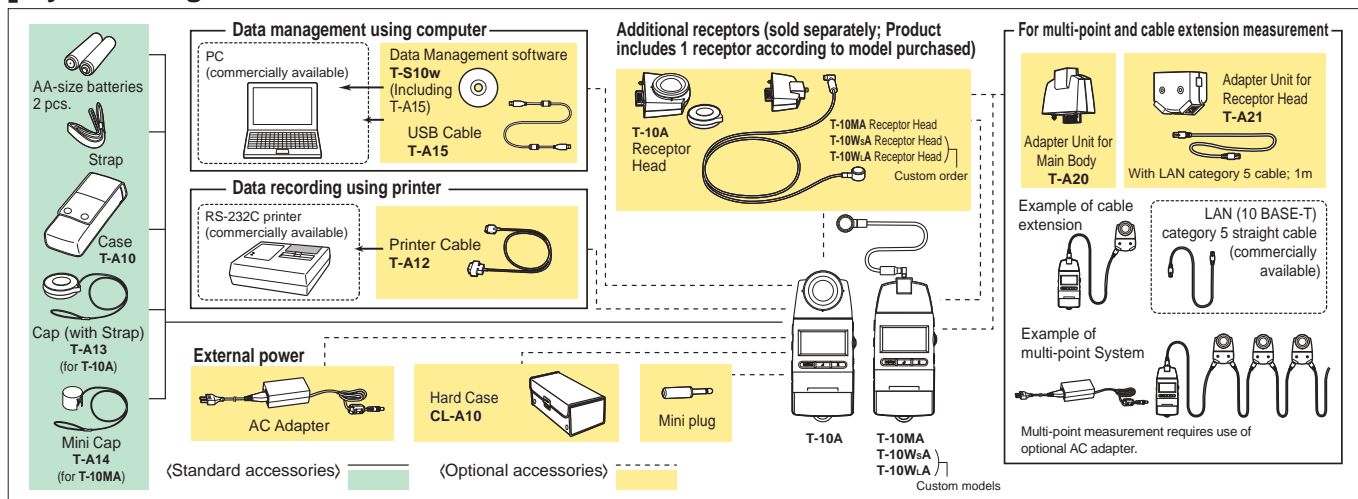 AA-size batteries
2 pcs.
Strap
Case
T-A10
Cap (with Strap)
T-A13
(for T-10A)
Mini Cap
T-A14
(for T-10MA)
Data management using computer
PC
(commercially available)
Data Management software
T-S10w
(Including
T-A15)
USB Cable
T-A15
Data recording using printer
RS-232C printer
(commercially available)
Printer Cable
T-A12
External power
AC Adapter
Hard Case
CL-A10
Mini plug
Additional receptors (sold separately; Product
includes 1 receptor according to model purchased)
T-10A
Receptor
Head
T-10MA Receptor Head
T-10WsA Receptor Head
T-10WLA Receptor Head
Custom order
T-10A
T-10MA
T-10WsA
T-10WLA
Custom models
For multi-point and cable extension measurement
Adapter Unit for
Main Body
T-A20
Adapter Unit for
Receptor Head
T-A21
With LAN category 5 cable; 1m
Example of cable
extension
LAN (10 BASE-T)
category 5 straight cable
(commercially
available)
Example of
multi-point System
Multi-point measurement requires use of
optional AC adapter.
〈Standard accessories〉
〈Optional accessories〉